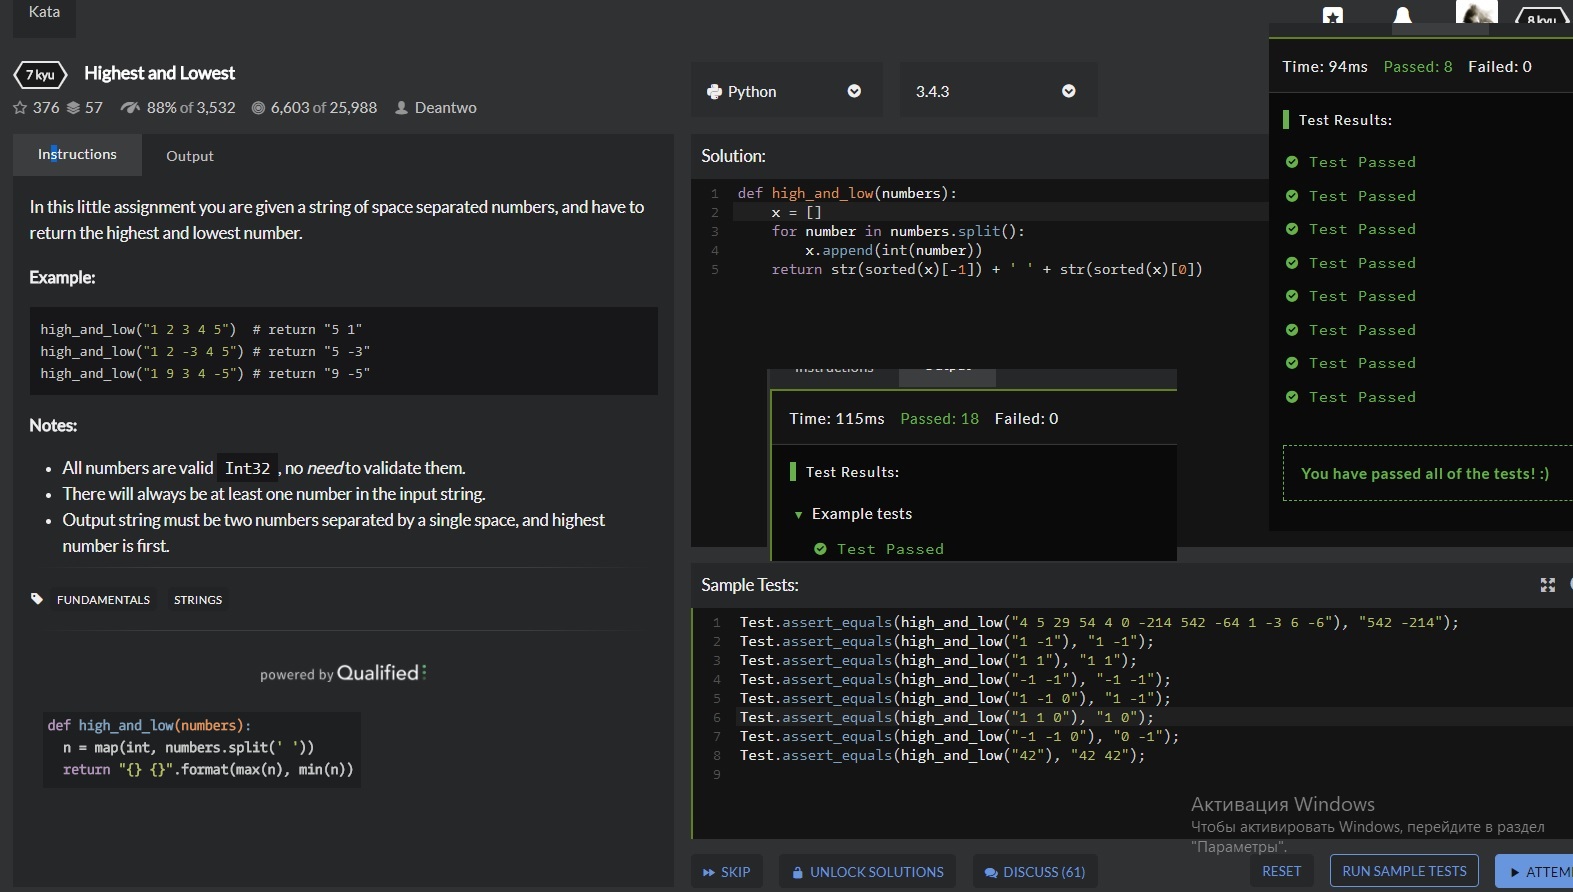 Kata
8 kyu
7 kyu Highest and Lowest
376 57 88% of 3,532 6,603 of 25,988 Deantwo
Instructions Output
In this little assignment you are given a string of space separated numbers, and have to
return the highest and lowest number.
Example:
high_and_low("1 2 3 4 5")  # return "5 1"
high_and_low("1 2 -3 4 5") # return "5 -3"
high_and_low("1 9 3 4 -5") # return "9 -5"
Notes:
• All numbers are valid Int32, no need to validate them.
• There will always be at least one number in the input string.
• Output string must be two numbers separated by a single space, and highest
number is first.
FUNDAMENTALS STRINGS
powered by Qualified
def high_and_low(numbers):
  n = map(int, numbers.split(' '))
  return "{} {}".format(max(n), min(n))
Python 3.4.3
Solution:
1 def high_and_low(numbers):
2     x = []
3     for number in numbers.split():
4         x.append(int(number))
5     return str(sorted(x)[-1]) + ' ' + str(sorted(x)[0])
Instructions Output
Time: 115ms Passed: 18 Failed: 0
Test Results:
▼ Example tests
Test Passed
Time: 94ms Passed: 8 Failed: 0
Test Results:
Test Passed
Test Passed
Test Passed
Test Passed
Test Passed
Test Passed
Test Passed
Test Passed
You have passed all of the tests! :)
Sample Tests:
1 Test.assert_equals(high_and_low("4 5 29 54 4 0 -214 542 -64 1 -3 6 -6"), "542 -214");
2 Test.assert_equals(high_and_low("1 -1"), "1 -1");
3 Test.assert_equals(high_and_low("1 1"), "1 1");
4 Test.assert_equals(high_and_low("-1 -1"), "-1 -1");
5 Test.assert_equals(high_and_low("1 -1 0"), "1 -1");
6 Test.assert_equals(high_and_low("1 1 0"), "1 0");
7 Test.assert_equals(high_and_low("-1 -1 0"), "0 -1");
8 Test.assert_equals(high_and_low("42"), "42 42");
9
Активация Windows
Чтобы активировать Windows, перейдите в раздел
"Параметры".
SKIP UNLOCK SOLUTIONS DISCUSS (61) RESET RUN SAMPLE TESTS ATTEM